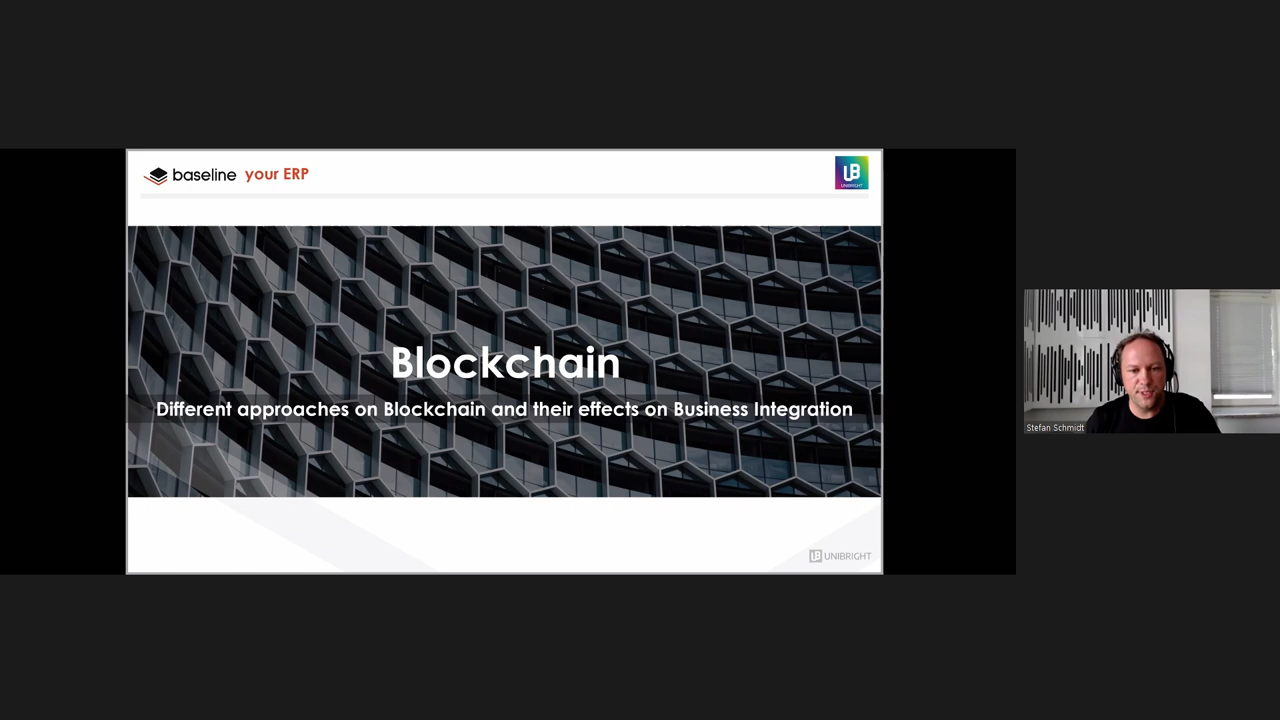 baseline your ERP
UB
UNIBRIGHT
Blockchain
Different approaches on Blockchain and their effects on Business Integration
Stefan Schmidt
UB UNIBRIGHT